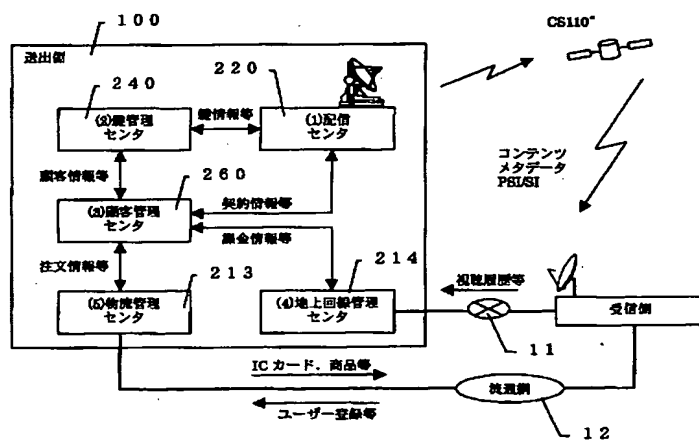 100
CS110°
送出側
240
220
(2)鍵管理
センタ
鍵情報等
(1)配信
センタ
顧客情報等
260
コンテンツ
メタデータ
PSI/SI
(3)顧客管理
センタ
契約情報等
課金情報等
注文情報等
213
214
視聴履歴等
(5)物流管理
センタ
(4)地上回線管理
センタ
受信側
11
ICカード、商品等
流通網
ユーザー登録等
12